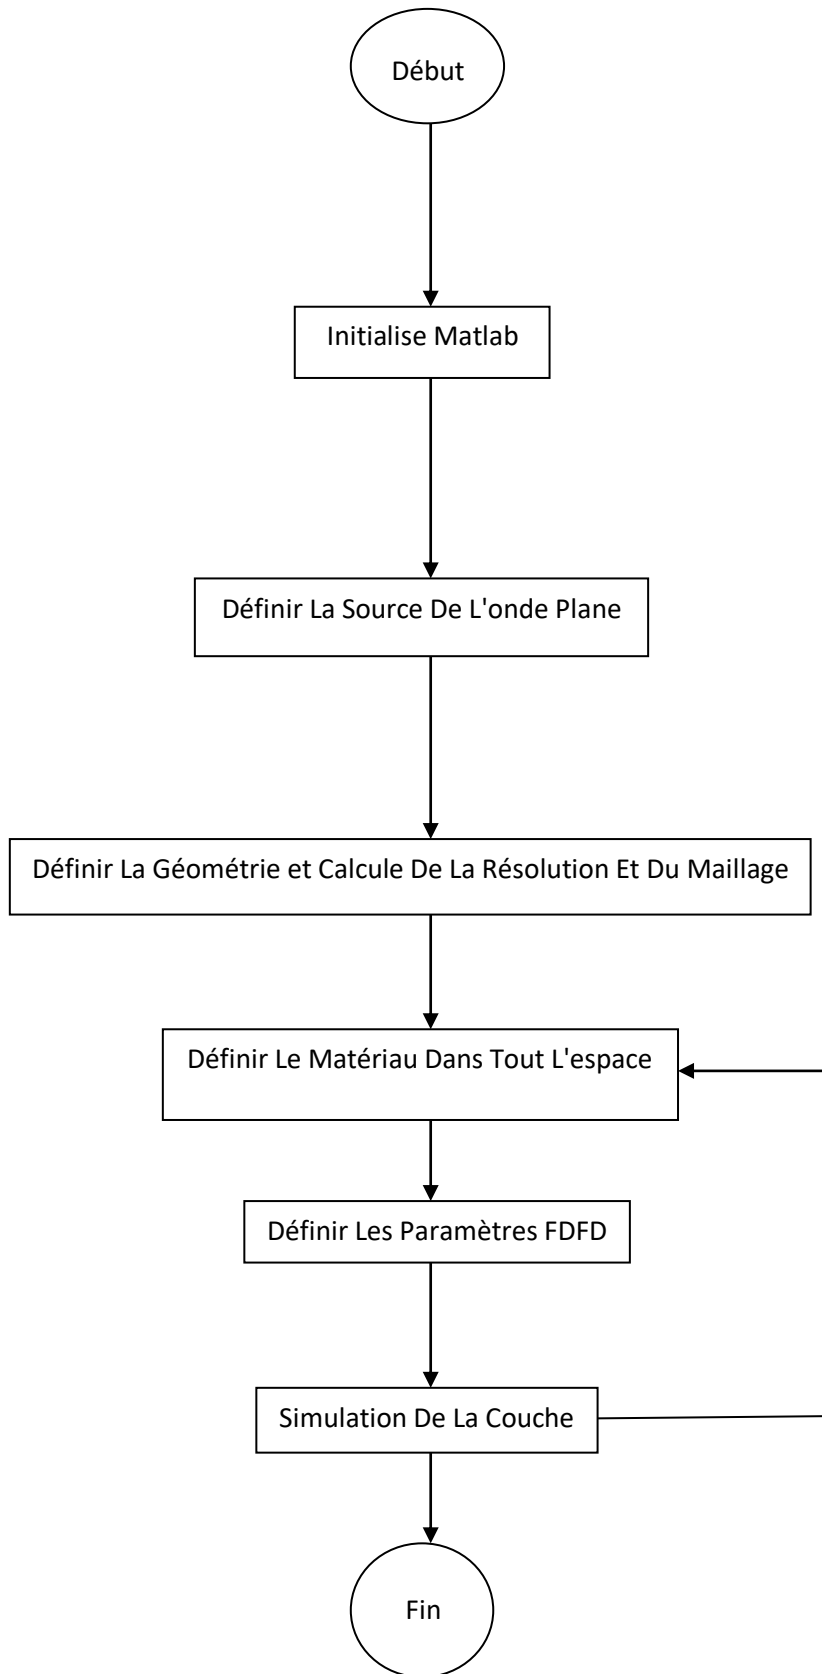 Début
Initialise Matlab
Définir La Source De L'onde Plane
Définir La Géométrie et Calcule De La Résolution Et Du Maillage
Définir Le Matériau Dans Tout L'espace
Définir Les Paramètres FDFD
Simulation De La Couche
Fin